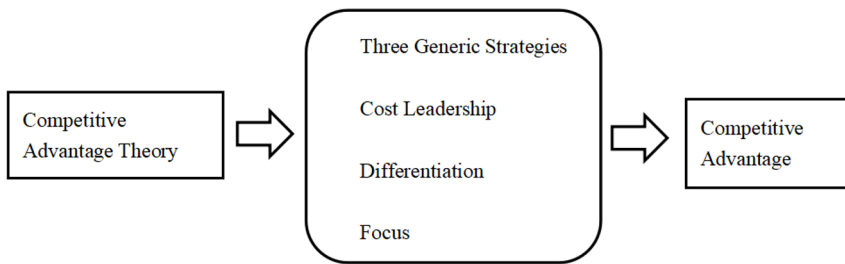 Competitive
Advantage Theory
Three Generic Strategies
Cost Leadership
Differentiation
Focus
Competitive
Advantage